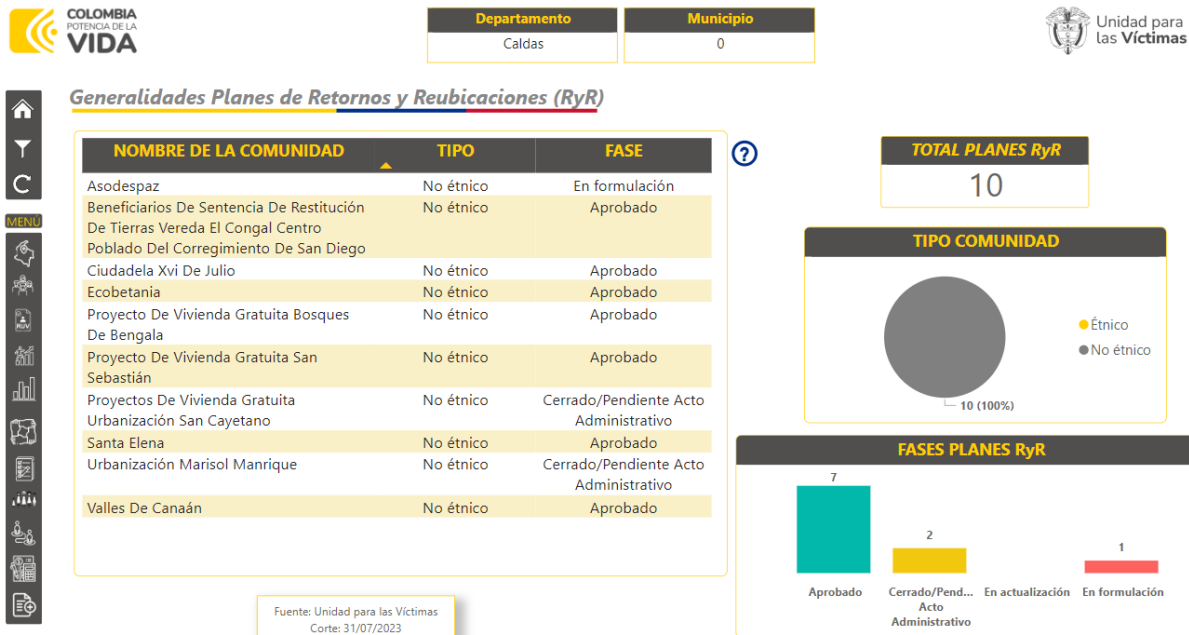 COLOMBIA
POTENCIA DE LA
VIDA
Departamento
Caldas
Municipio
0
Unidad para
las Víctimas
Generalidades Planes de Retornos y Reubicaciones (RyR)
MENÚ
RUV
NOMBRE DE LA COMUNIDAD TIPO FASE
Asodespaz No étnico En formulación
Beneficiarios De Sentencia De Restitución No étnico Aprobado
De Tierras Vereda El Congal Centro
Poblado Del Corregimiento De San Diego
Ciudadela Xvi De Julio No étnico Aprobado
Ecobetania No étnico Aprobado
Proyecto De Vivienda Gratuita Bosques No étnico Aprobado
De Bengala
Proyecto De Vivienda Gratuita San No étnico Aprobado
Sebastián
Proyectos De Vivienda Gratuita No étnico Cerrado/Pendiente Acto
Urbanización San Cayetano Administrativo
Santa Elena No étnico Aprobado
Urbanización Marisol Manrique No étnico Cerrado/Pendiente Acto
Administrativo
Valles De Canaán No étnico Aprobado
?
TOTAL PLANES RyR
10
TIPO COMUNIDAD
Étnico
No étnico
10 (100%)
FASES PLANES RyR
7
2
1
Aprobado Cerrado/Pend... En actualización En formulación
Acto
Administrativo
Fuente: Unidad para las Víctimas
Corte: 31/07/2023